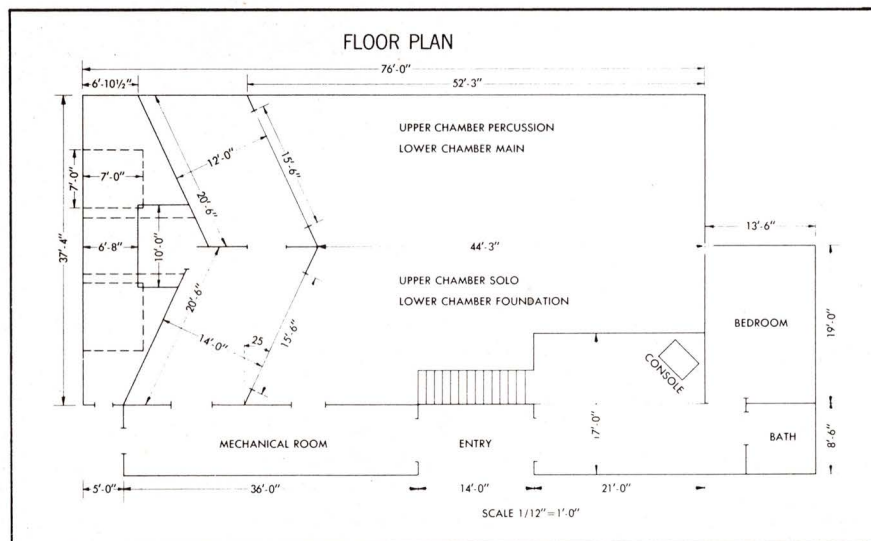 FLOOR PLAN
76'-0"
6'-10½"
52'-3"
UPPER CHAMBER PERCUSSION
LOWER CHAMBER MAIN
12'-0"
15'-6"
7'-0"
7'-0"
20'-6"
37'-4"
6'-8"
10'-0"
44'-3"
13'-6"
UPPER CHAMBER SOLO
LOWER CHAMBER FOUNDATION
20'-6"
14'-0"
25
15'-6"
BEDROOM
19'-0"
CONSOLE
17'-0"
MECHANICAL ROOM
ENTRY
BATH
8'-6"
5'-0"
36'-0"
14'-0"
21'-0"
SCALE 1/12"=1'-0"